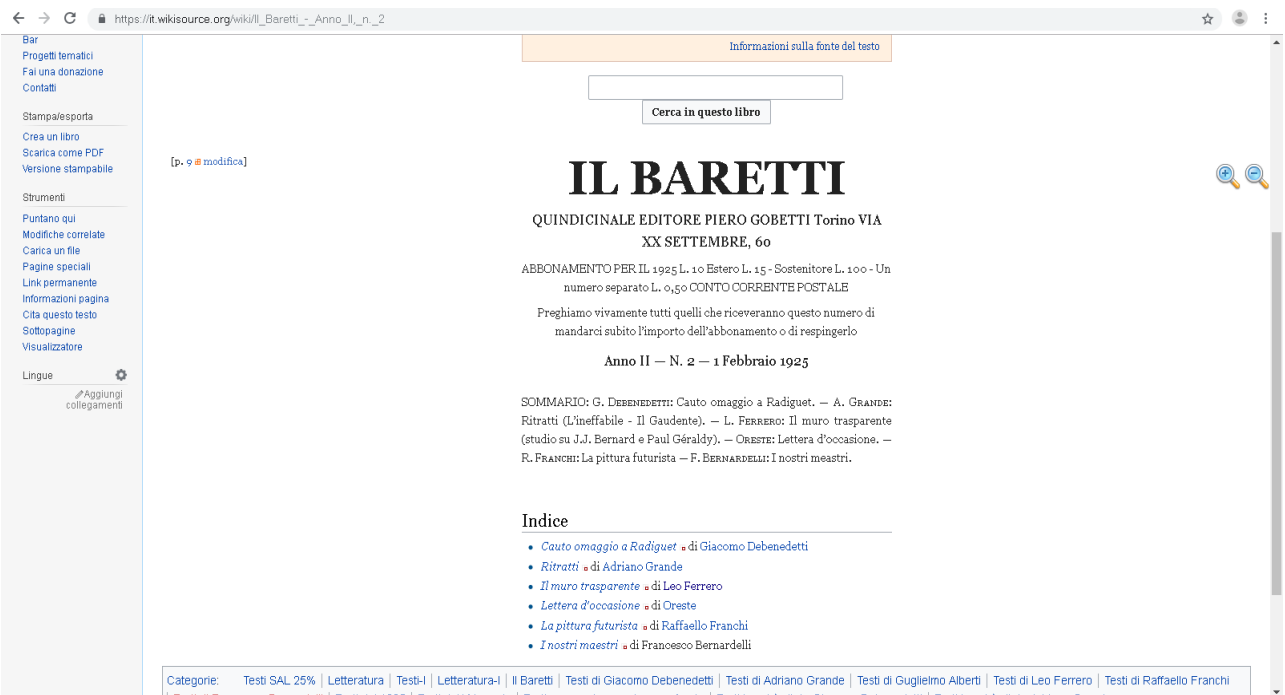 https://it.wikisource.org/wiki/Il_Baretti_-_Anno_II,_n._2
Bar
Progetti tematici
Fai una donazione
Contatti
Stampa/esporta
Crea un libro
Scarica come PDF
Versione stampabile
Strumenti
Puntano qui
Modifiche correlate
Carica un file
Pagine speciali
Link permanente
Informazioni pagina
Cita questo testo
Sottopagine
Visualizzatore
Lingue
Aggiungi
collegamenti
Informazioni sulla fonte del testo
Cerca in questo libro
[p. 9 modifica]
IL BARETTI
QUINDICINALE EDITORE PIERO GOBETTI Torino VIA
XX SETTEMBRE, 60
ABBONAMENTO PER IL 1925 L. 10 Estero L. 15 - Sostenitore L. 100 - Un
numero separato L. 0,50 CONTO CORRENTE POSTALE
Preghiamo vivamente tutti quelli che riceveranno questo numero di
mandarci subito l'importo dell'abbonamento o di respingerlo
Anno II — N. 2 — 1 Febbraio 1925
SOMMARIO: G. Debenedetti: Cauto omaggio a Radiguet. — A. Grande:
Ritratti (L'ineffabile - Il Gaudente). — L. Ferrero: Il muro trasparente
(studio su J.J. Bernard e Paul Géraldy). — Oreste: Lettera d'occasione. —
R. Franchi: La pittura futurista — F. Bernardelli: I nostri meastri.
Indice
Cauto omaggio a Radiguet di Giacomo Debenedetti
Ritratti di Adriano Grande
Il muro trasparente di Leo Ferrero
Lettera d'occasione di Oreste
La pittura futurista di Raffaello Franchi
I nostri maestri di Francesco Bernardelli
Categorie: Testi SAL 25% | Letteratura | Testi-I | Letteratura-I | Il Baretti | Testi di Giacomo Debenedetti | Testi di Adriano Grande | Testi di Guglielmo Alberti | Testi di Leo Ferrero | Testi di Raffaello Franchi